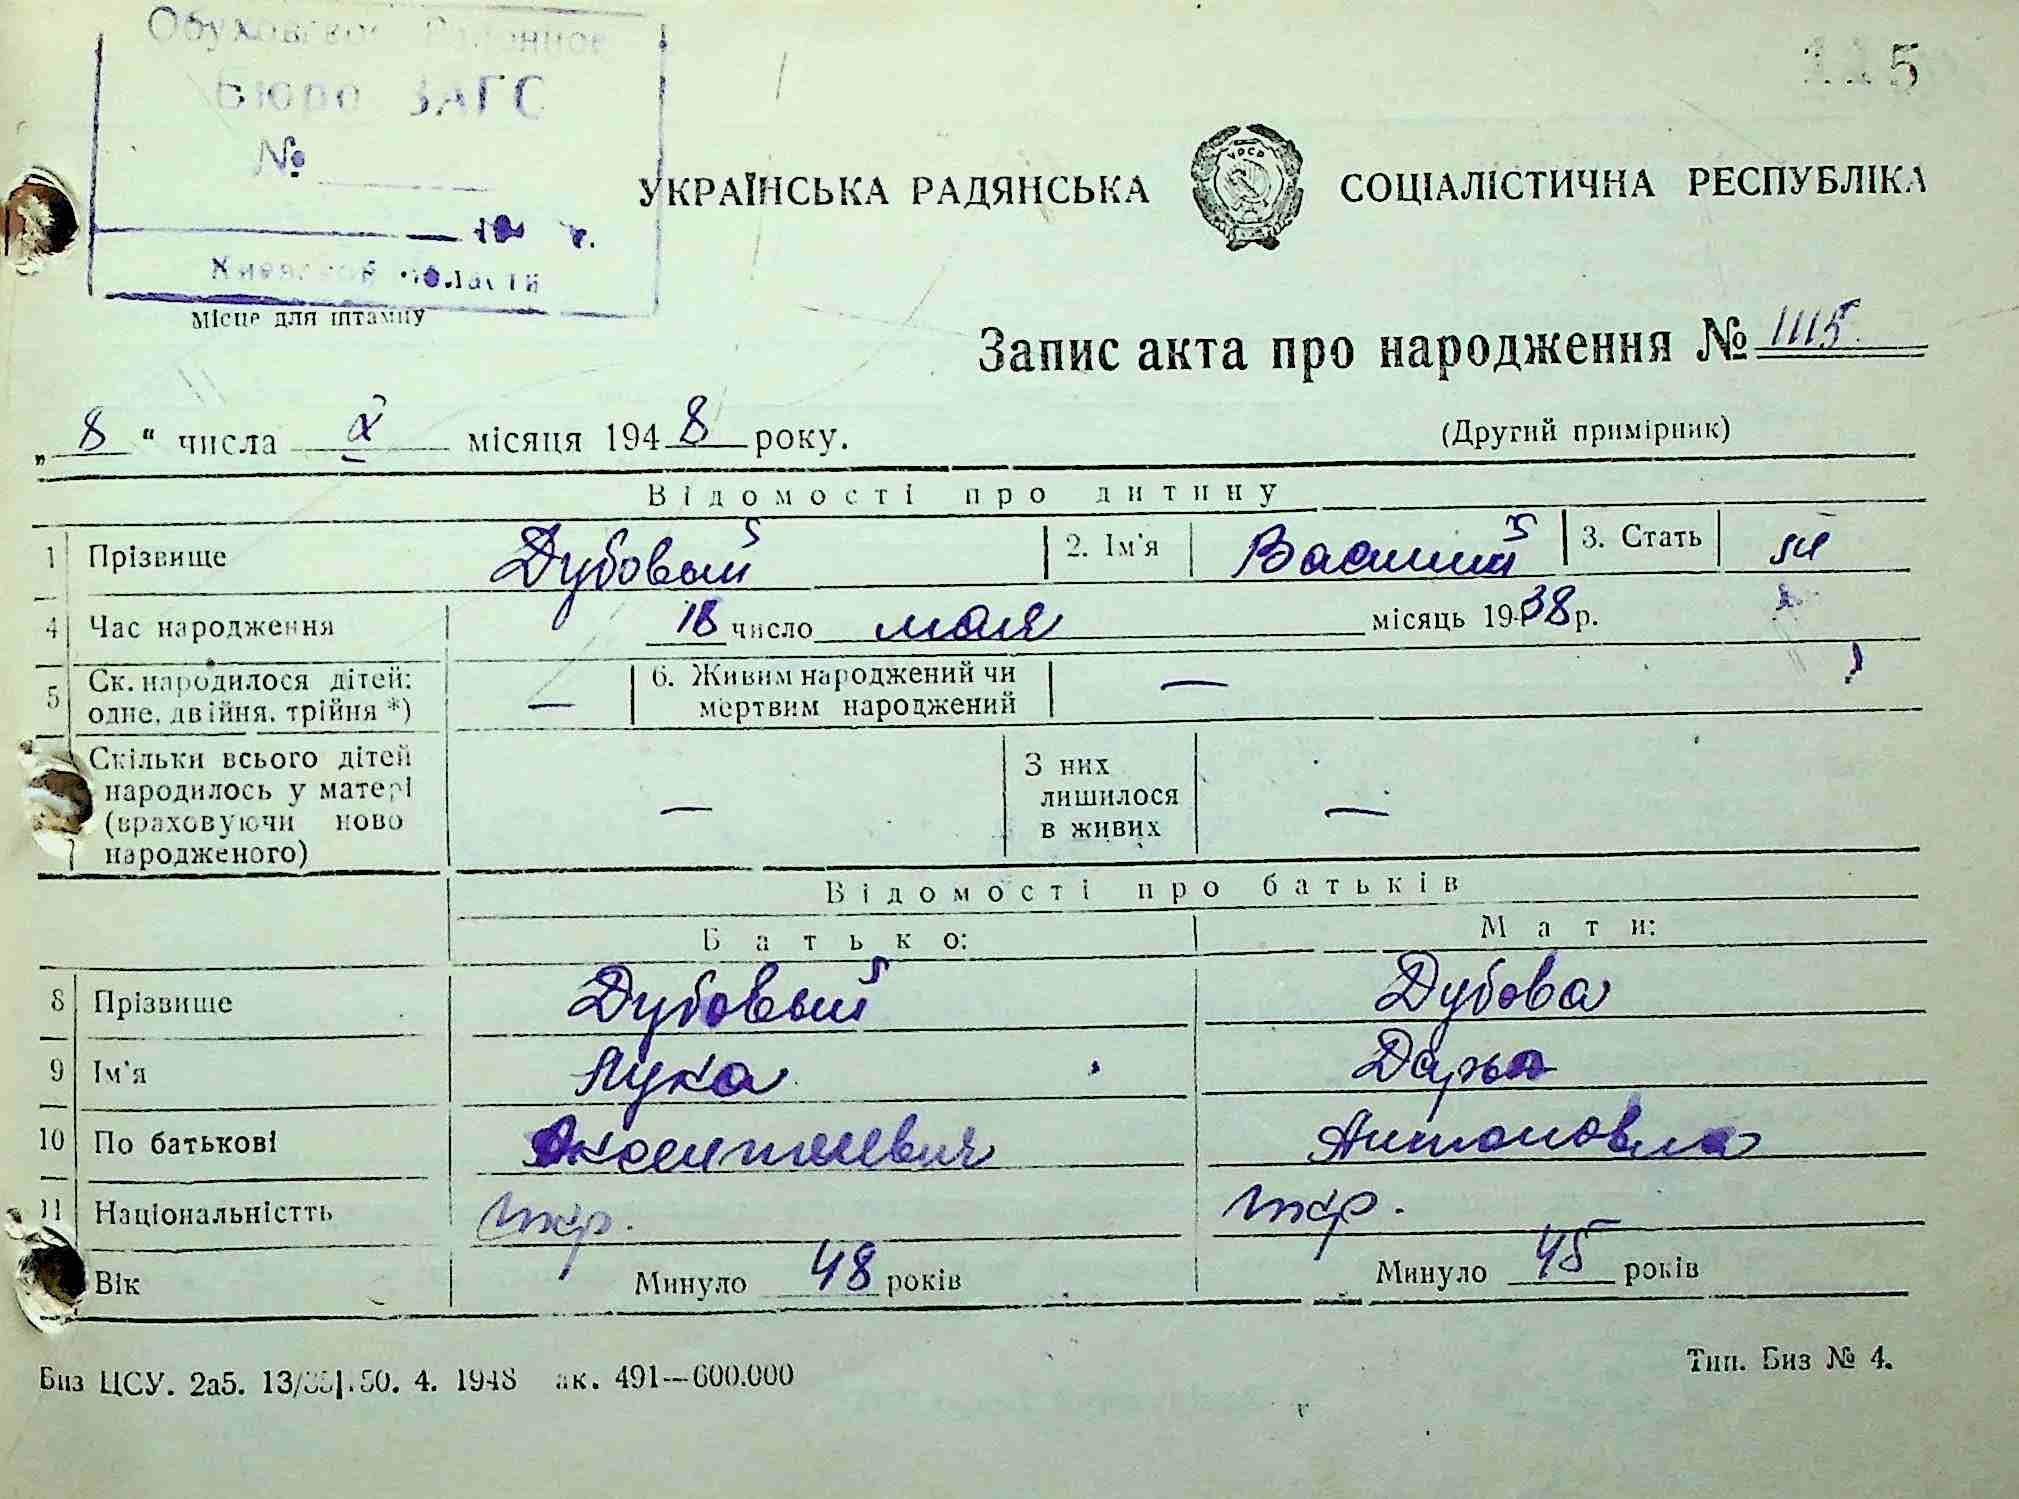 Обуховское Районное
Бюро ЗАГС
№
19 г.
Киевской области
Місце для штампу
115
УКРАЇНСЬКА РАДЯНСЬКА СОЦІАЛІСТИЧНА РЕСПУБЛІКА
УРСР
Запис акта про народження № 1115.
„8“ числа X місяця 1948 року.
(Другий примірник)
Відомості про дитину
1 Прізвище Дубовый 2. Ім'я Василий 3. Стать м
4 Час народження 18 число мая місяць 1938 р.
5 Ск. народилося дітей: одне, двійня, трійня *) — 6. Живим народжений чи мертвим народжений —
7 Скільки всього дітей народилось у матері (враховуючи ново народженого) — З них лишилося в живих —
Відомості про батьків
Батько: Мати:
8 Прізвище Дубовый Дубова
9 Ім'я Лука Дарья
10 По батькові Аксентиевич Антоновна
11 Національність укр. укр.
Вік Минуло 48 років Минуло 45 років
Биз ЦСУ. 2а5. 50. 4. 1948 ак. 491—600.000
Тип. Биз № 4.